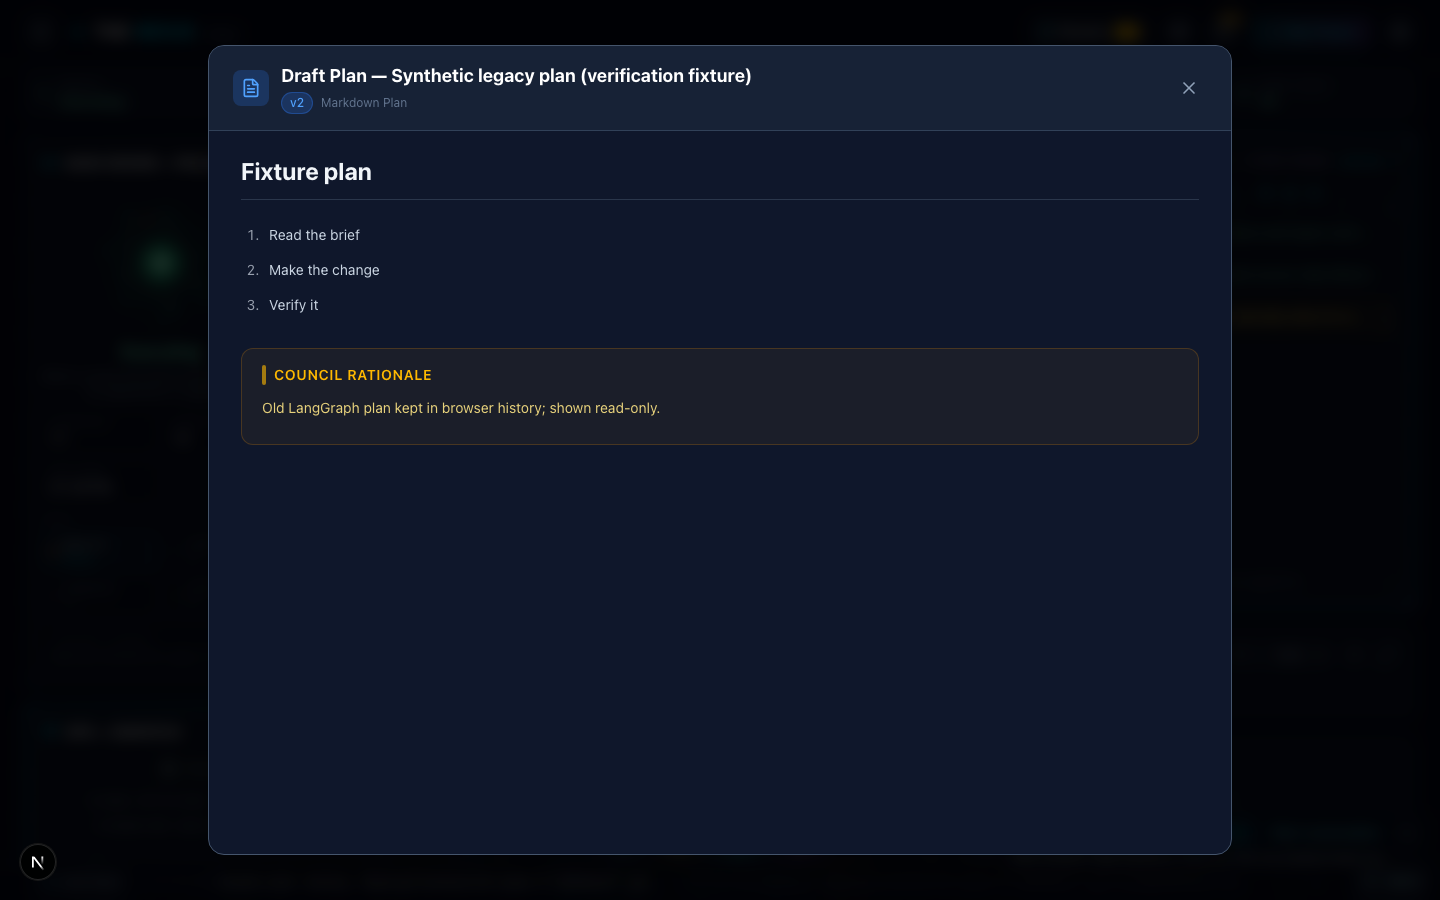 Draft Plan — Synthetic legacy plan (verification fixture)
v2 Markdown Plan
Fixture plan
1. Read the brief
2. Make the change
3. Verify it
COUNCIL RATIONALE
Old LangGraph plan kept in browser history; shown read-only.
N